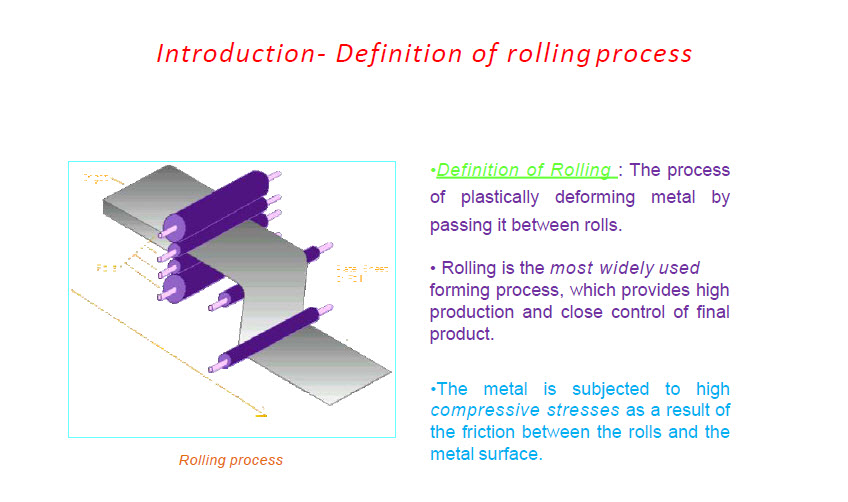 Introduction- Definition of rolling process
•Definition of Rolling : The process
of plastically deforming metal by
passing it between rolls.
• Rolling is the most widely used
forming process, which provides high
production and close control of final
product.
•The metal is subjected to high
compressive stresses as a result of
the friction between the rolls and the
metal surface.
Rolling process